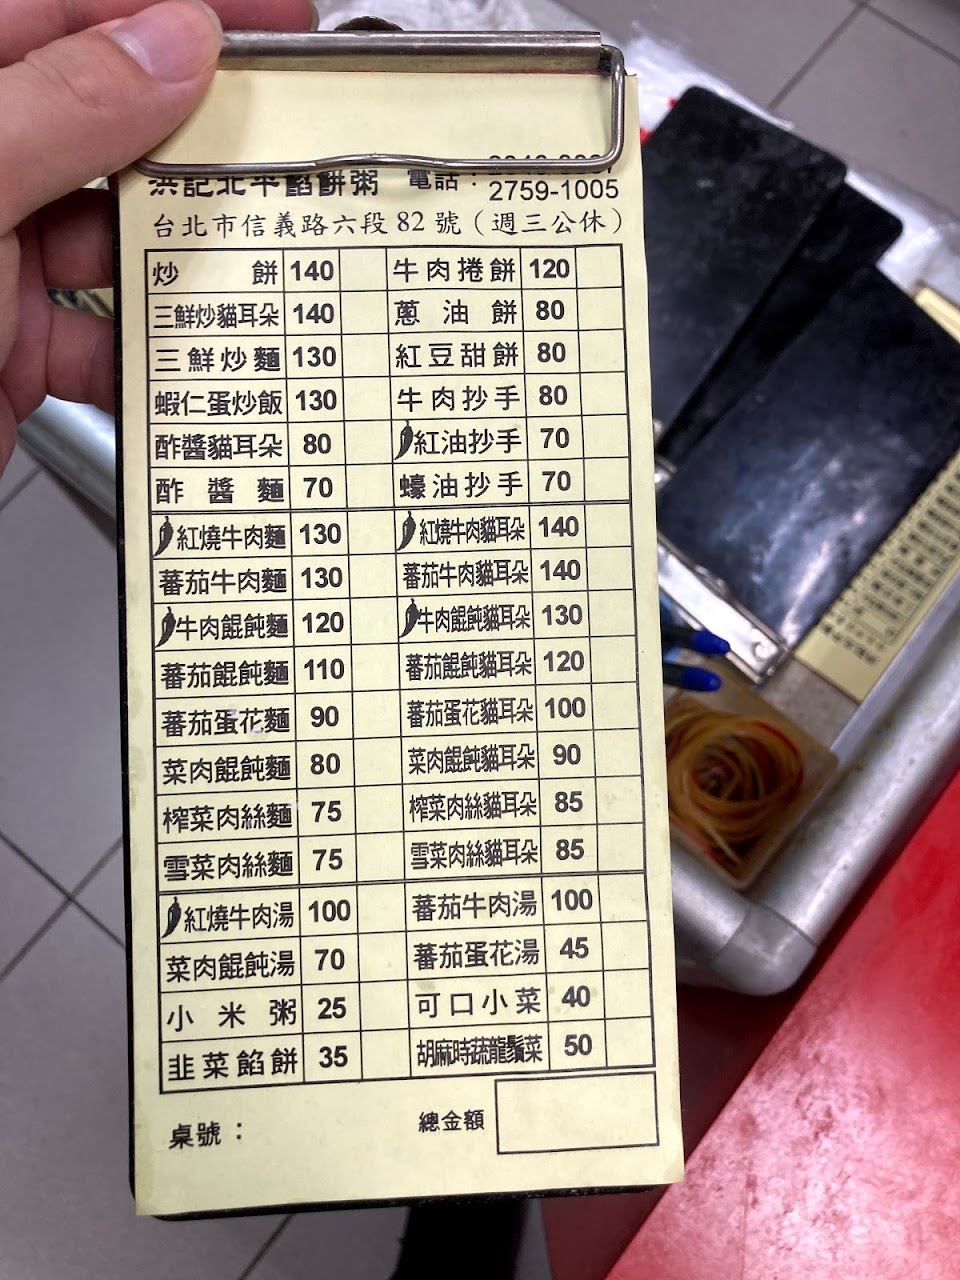 洪記北平餡餅粥 電話：
2759-1005
台北市信義路六段82號（週三公休）
炒餅 140 牛肉捲餅 120
三鮮炒貓耳朵 140 蔥油餅 80
三鮮炒麵 130 紅豆甜餅 80
蝦仁蛋炒飯 130 牛肉抄手 80
酢醬貓耳朵 80 紅油抄手 70
酢醬麵 70 蠔油抄手 70
紅燒牛肉麵 130 紅燒牛肉貓耳朵 140
蕃茄牛肉麵 130 蕃茄牛肉貓耳朵 140
牛肉餛飩麵 120 牛肉餛飩貓耳朵 130
蕃茄餛飩麵 110 蕃茄餛飩貓耳朵 120
蕃茄蛋花麵 90 蕃茄蛋花貓耳朵 100
菜肉餛飩麵 80 菜肉餛飩貓耳朵 90
榨菜肉絲麵 75 榨菜肉絲貓耳朵 85
雪菜肉絲麵 75 雪菜肉絲貓耳朵 85
紅燒牛肉湯 100 蕃茄牛肉湯 100
菜肉餛飩湯 70 蕃茄蛋花湯 45
小米粥 25 可口小菜 40
韭菜餡餅 35 胡麻時蔬龍鬚菜 50
桌號： 總金額